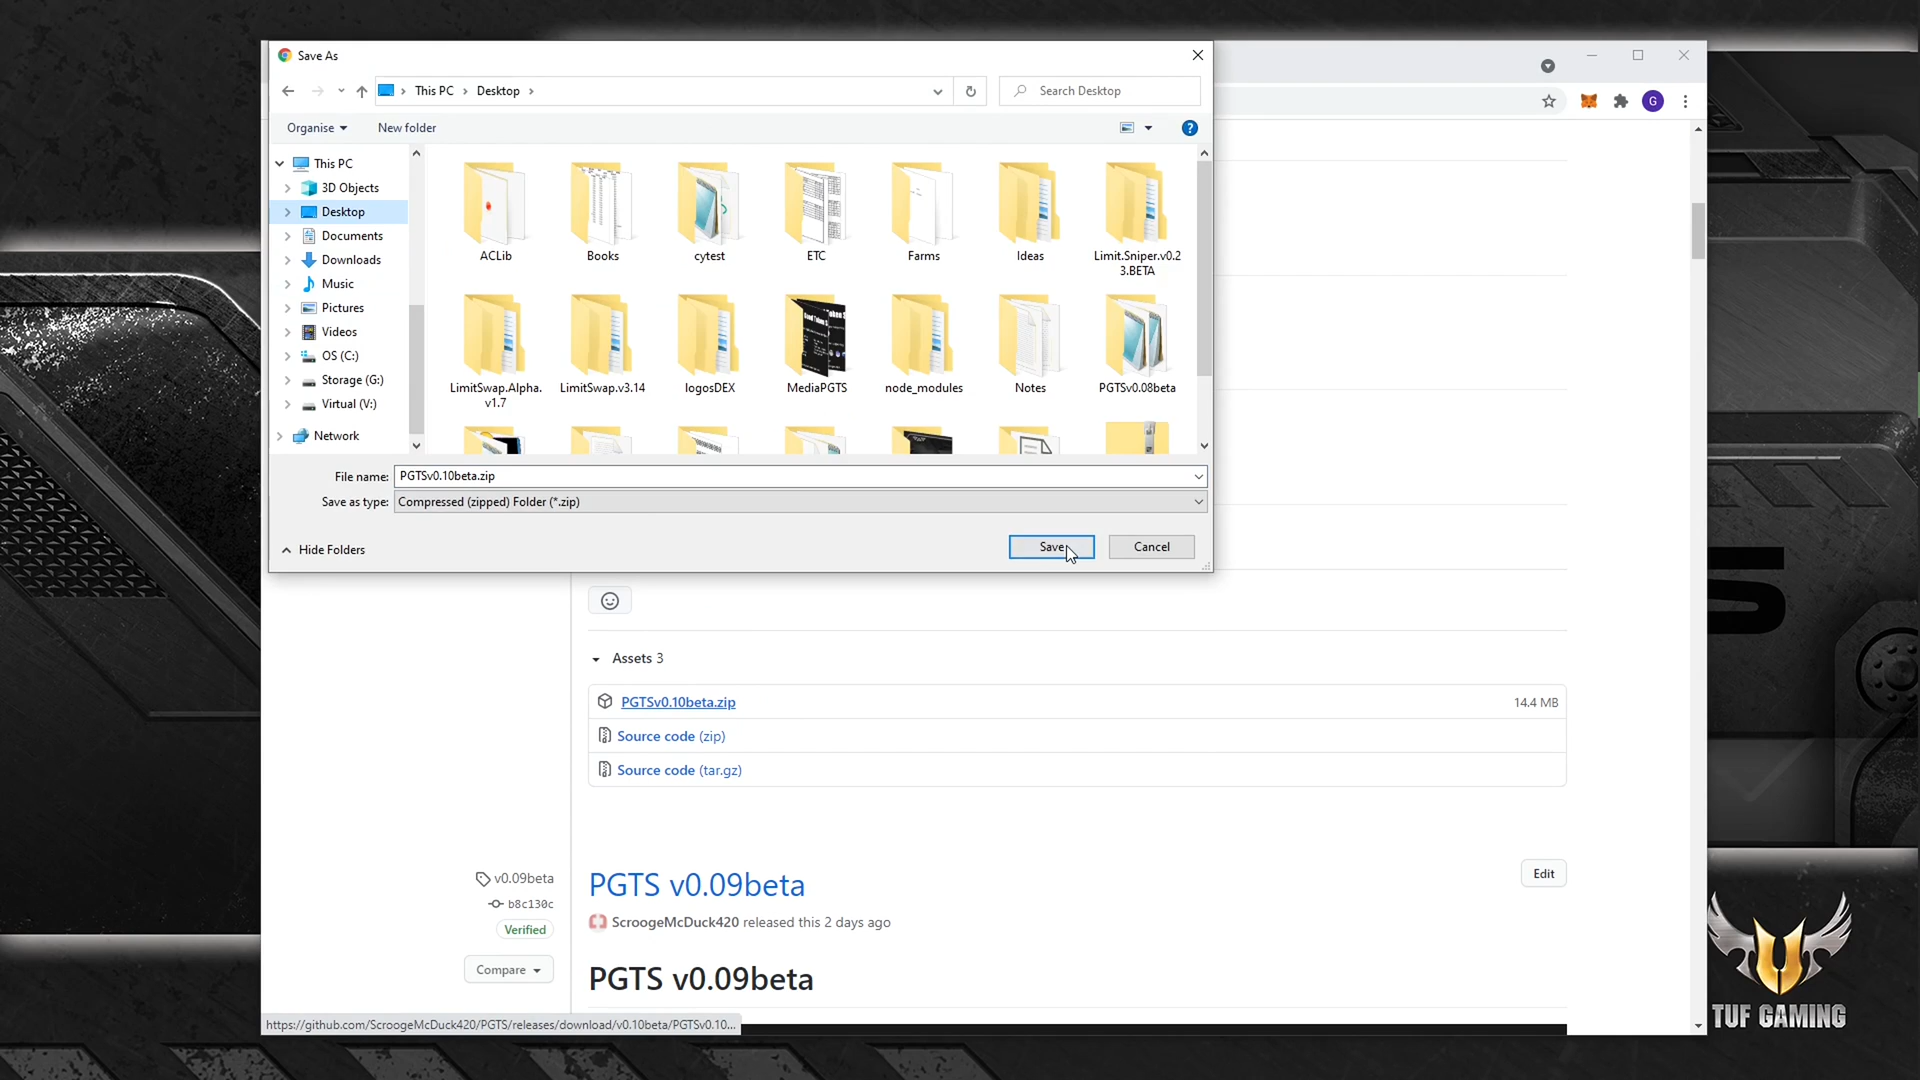 Save As
This PC
Desktop
Search Desktop
G
Organise
New folder
?
This PC
3D Objects
Desktop
Documents
Downloads
Music
Pictures
Videos
OS (C:)
Storage (G:)
Virtual (V:)
Network
ACLib
Books
cytest
ETC
Farms
Ideas
Limit.Sniper.v0.2
3.BETA
LimitSwap.Alpha.
v1.7
LimitSwap.v3.14
logosDEX
MediaPGTS
node_modules
Notes
PGTSv0.08beta
File name: PGTSv0.10beta.zip
Save as type: Compressed (zipped) Folder (*.zip)
Hide Folders
Save
Cancel
Assets 3
PGTSv0.10beta.zip
14.4 MB
Source code (zip)
Source code (tar.gz)
v0.09beta
b8c130c
Verified
Compare
PGTS v0.09beta
Edit
ScroogeMcDuck420 released this 2 days ago
PGTS v0.09beta
https://github.com/ScroogeMcDuck420/PGTS/releases/download/v0.10beta/PGTSv0.10...
TUF GAMING